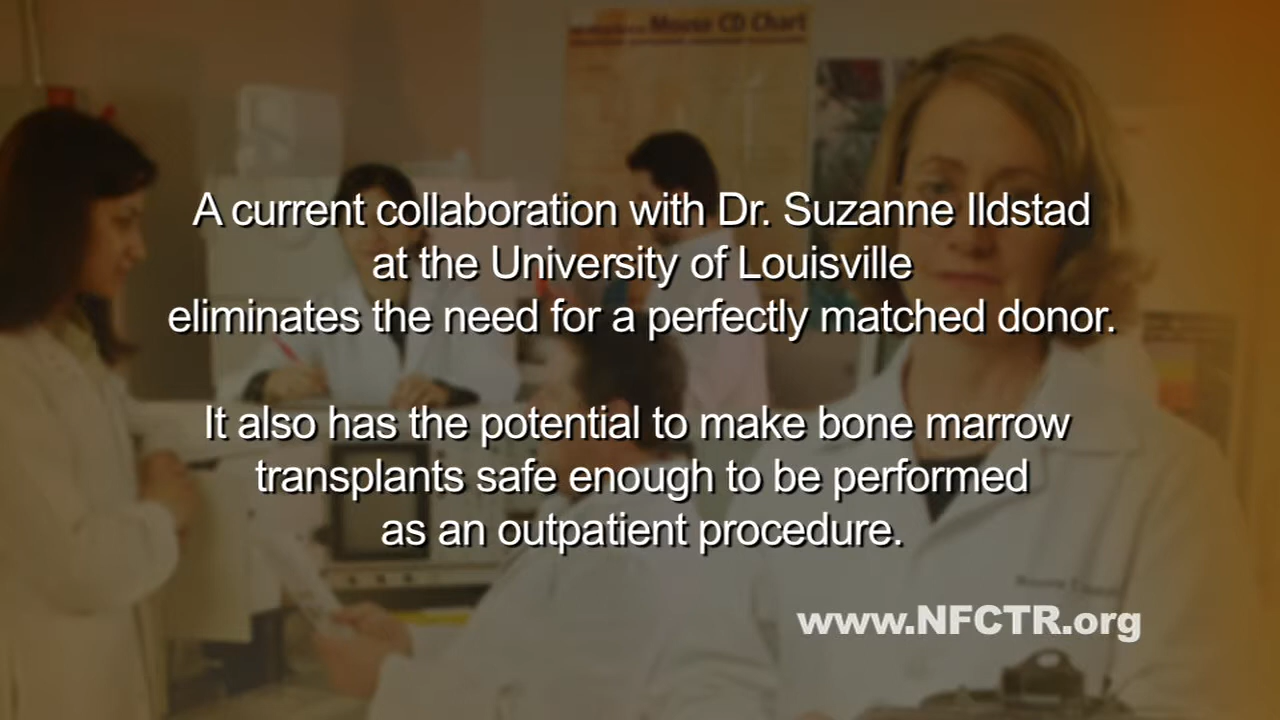 Mouse CD Chart
A current collaboration with Dr. Suzanne Ildstad
at the University of Louisville
eliminates the need for a perfectly matched donor.
It also has the potential to make bone marrow
transplants safe enough to be performed
as an outpatient procedure.
www.NFCTR.org